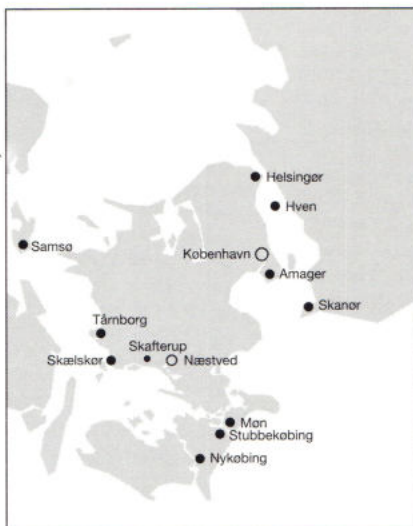 Helsingør
Hven
København
Samsø
Amager
Skanør
Tårnborg
Skafterup
Skælskør
Næstved
Møn
Stubbekøbing
Nykøbing